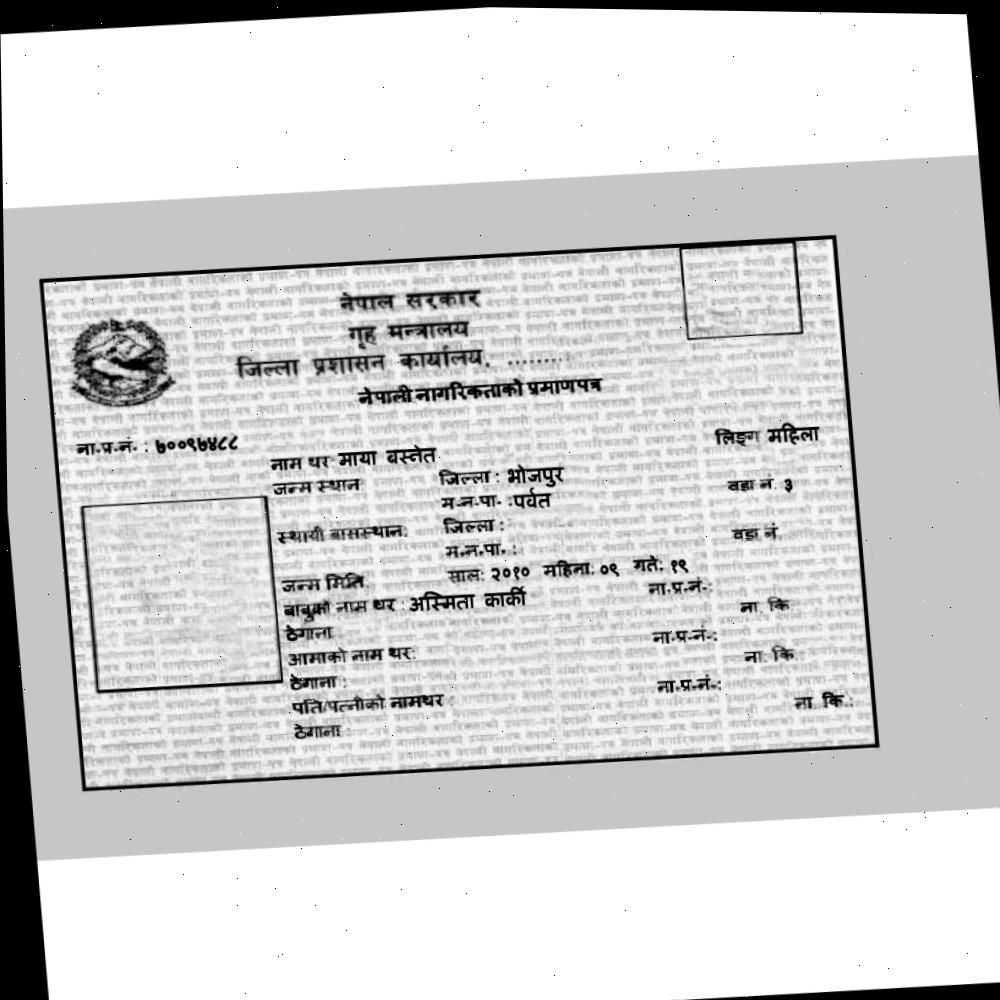 नेपाल सरकार
गृह मन्त्रालय
जिल्ला प्रशासन कार्यालय, .........
नेपाली नागरिकताको प्रमाणपत्र
ना.प्र.नं. : ७००९७४८८
लिङ्ग महिला
नाम थर माया बस्नेत
जन्म स्थान जिल्ला : भोजपुर
म.न.पा. :पर्वत वडा नं. ३
स्थायी बासस्थान: जिल्ला :
म.न.पा. : वडा नं.
जन्म मिति साल: २०१० महिना: ०९ गते: १९
बाबुको नाम थर : अस्मिता कार्की ना.प्र.नं.:
ठेगाना ना. कि
आमाको नाम थर: ना.प्र.नं.:
ठेगाना : ना. कि.:
पति/पत्नीको नामथर : ना.प्र.नं.:
ठेगाना : ना. कि.: